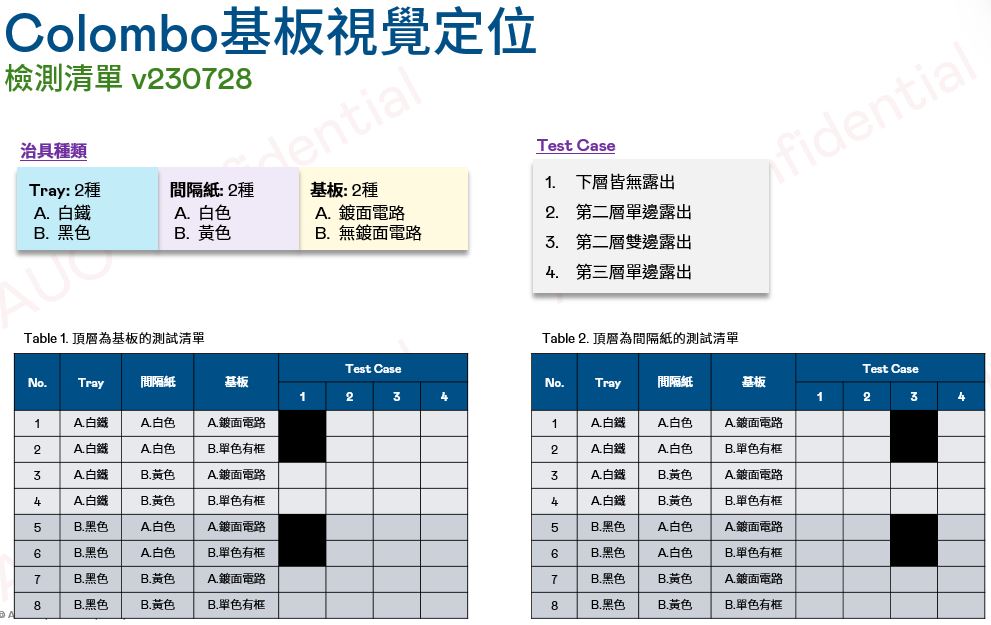 Colombo基板視覺定位
檢測清單 v230728
治具種類
Tray: 2種
A. 白鐵
B. 黑色
間隔紙: 2種
A. 白色
B. 黃色
基板: 2種
A. 鍍面電路
B. 無鍍面電路
Test Case
1. 下層皆無露出
2. 第二層單邊露出
3. 第二層雙邊露出
4. 第三層單邊露出
Table 1. 頂層為基板的測試清單
No. Tray 間隔紙 基板 Test Case
1 2 3 4
1 A.白鐵 A.白色 A.鍍面電路
2 A.白鐵 A.白色 B.單色有框
3 A.白鐵 B.黃色 A.鍍面電路
4 A.白鐵 B.黃色 B.單色有框
5 B.黑色 A.白色 A.鍍面電路
6 B.黑色 A.白色 B.單色有框
7 B.黑色 B.黃色 A.鍍面電路
8 B.黑色 B.黃色 B.單色有框
Table 2. 頂層為間隔紙的測試清單
No. Tray 間隔紙 基板 Test Case
1 2 3 4
1 A.白鐵 A.白色 A.鍍面電路
2 A.白鐵 A.白色 B.單色有框
3 A.白鐵 B.黃色 A.鍍面電路
4 A.白鐵 B.黃色 B.單色有框
5 B.黑色 A.白色 A.鍍面電路
6 B.黑色 A.白色 B.單色有框
7 B.黑色 B.黃色 A.鍍面電路
8 B.黑色 B.黃色 B.單色有框